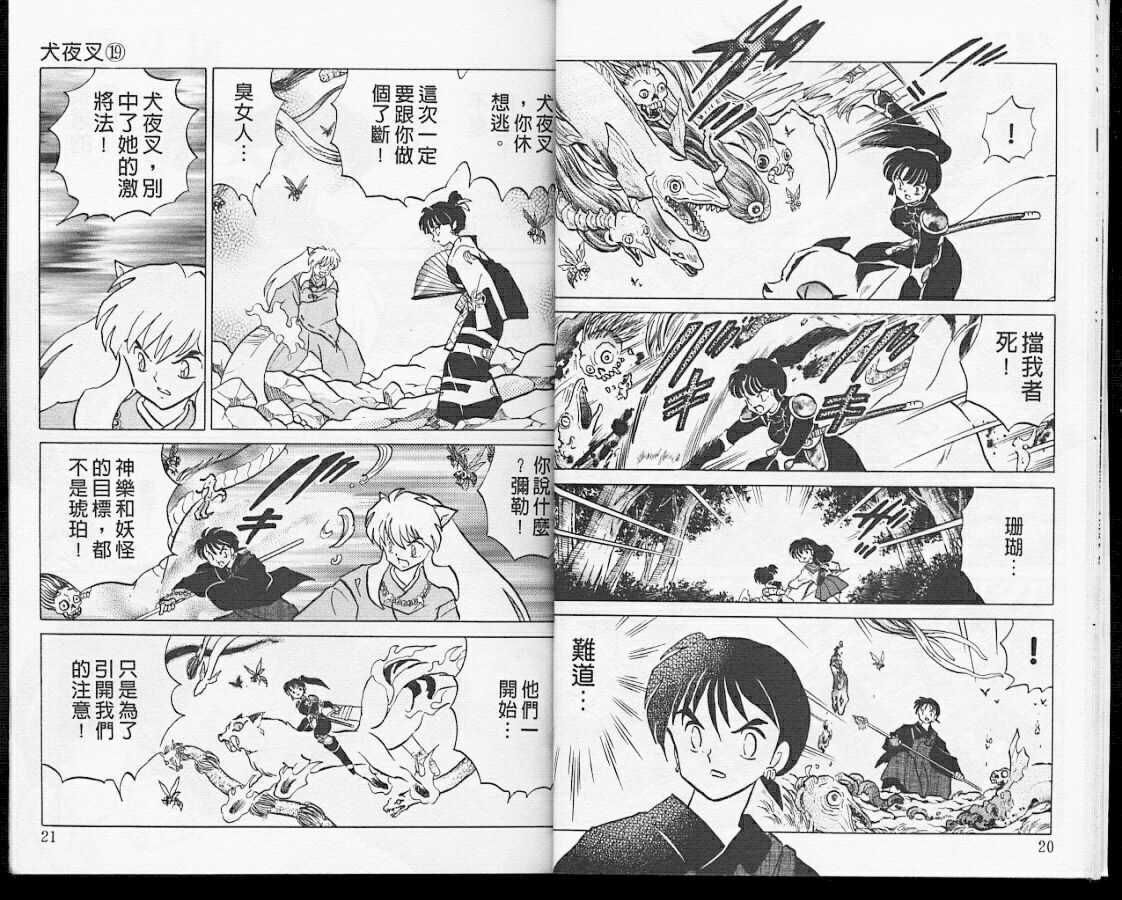 ！
擋我者
死！
珊瑚…
！
難道…
20
犬夜叉⑲
犬夜叉
，你休
想逃。
這次一定
要跟你做
個了斷！
臭女人…
犬夜叉，別
中了她的激
將法！
你說什麼
？彌勒！
キ
神樂和妖怪
的目標，都
不是琥珀！
他們一
開始…
只是為了
引開我們
的注意！
21